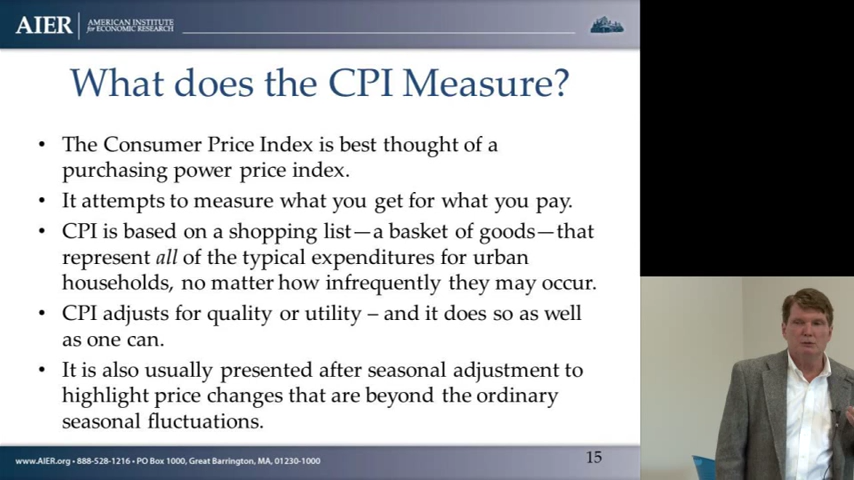 AIER
AMERICAN INSTITUTE
for ECONOMIC RESEARCH
What does the CPI Measure?
• The Consumer Price Index is best thought of a
purchasing power price index.
• It attempts to measure what you get for what you pay.
• CPI is based on a shopping list—a basket of goods—that
represent all of the typical expenditures for urban
households, no matter how infrequently they may occur.
• CPI adjusts for quality or utility – and it does so as well
as one can.
• It is also usually presented after seasonal adjustment to
highlight price changes that are beyond the ordinary
seasonal fluctuations.
www.AIER.org • 888-528-1216 • PO Box 1000, Great Barrington, MA, 01230-1000
15